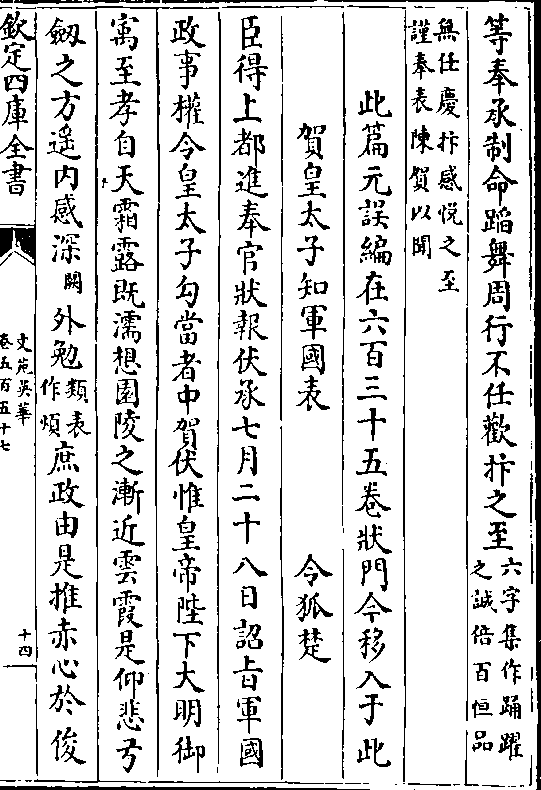 等奉承制命蹈舞周行不任歡抃之至六字集作踊躍之誠倍百恒品
無任慶抃感悦之至謹奉表陳賀以聞
此篇元誤編在六百三十五卷狀門今移入于此
賀皇太子知軍國表　令狐楚
臣得上都進奉官狀報伏承七月二十八日詔旨軍國
政事權令皇太子勾當者中賀伏惟皇帝陛下大明御
寓至孝自天霜露既濡想園陵之漸近雲霞是仰悲弓
劔之方遥内感深闕外勉類表作煩庶政由是推赤心於俊
欽定四庫全書
文苑英華
卷五百五十七
十四